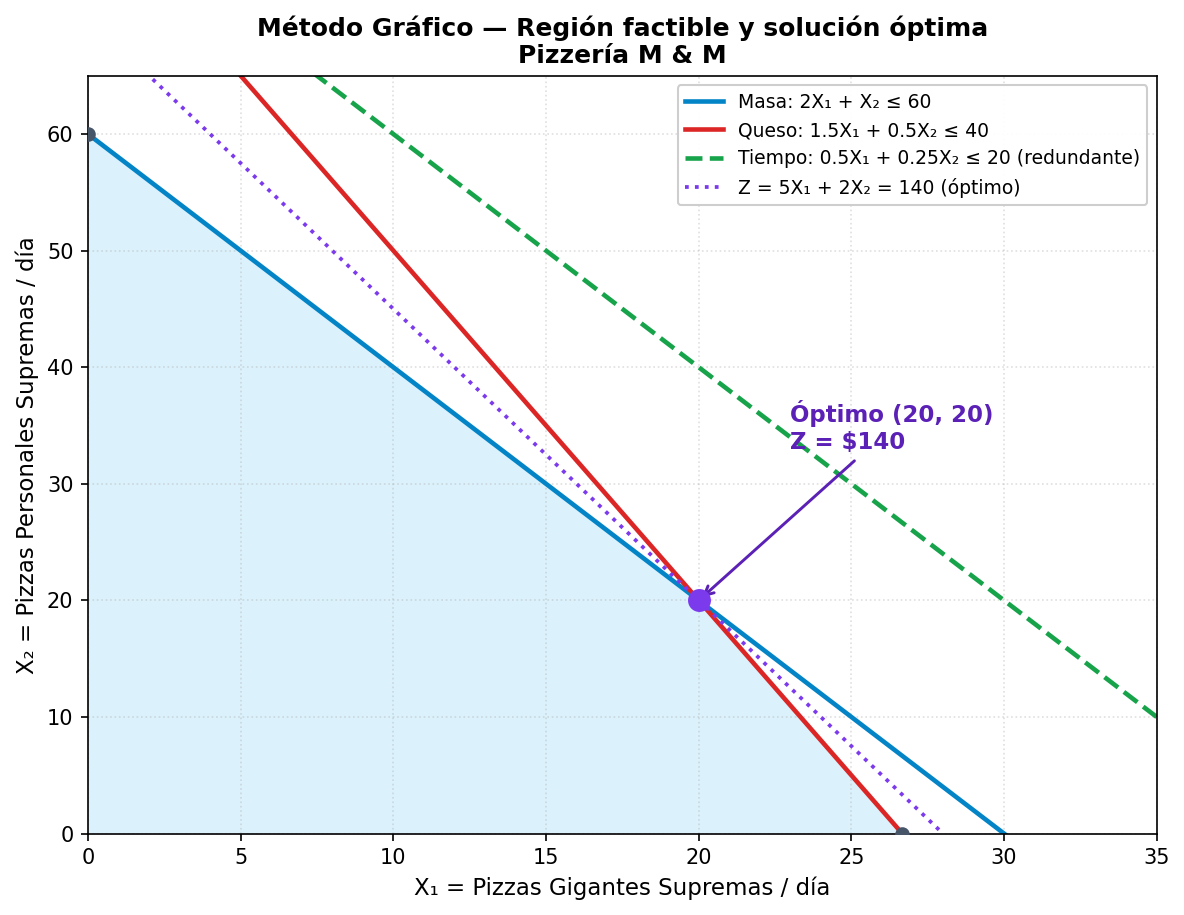 Método Gráfico — Región factible y solución óptima
Pizzería M & M
Masa: 2X₁ + X₂ ≤ 60
Queso: 1.5X₁ + 0.5X₂ ≤ 40
Tiempo: 0.5X₁ + 0.25X₂ ≤ 20 (redundante)
Z = 5X₁ + 2X₂ = 140 (óptimo)
Óptimo (20, 20)
Z = $140
X₂ = Pizzas Personales Supremas / día
60
50
40
30
20
10
0
0 5 10 15 20 25 30 35
X₁ = Pizzas Gigantes Supremas / día